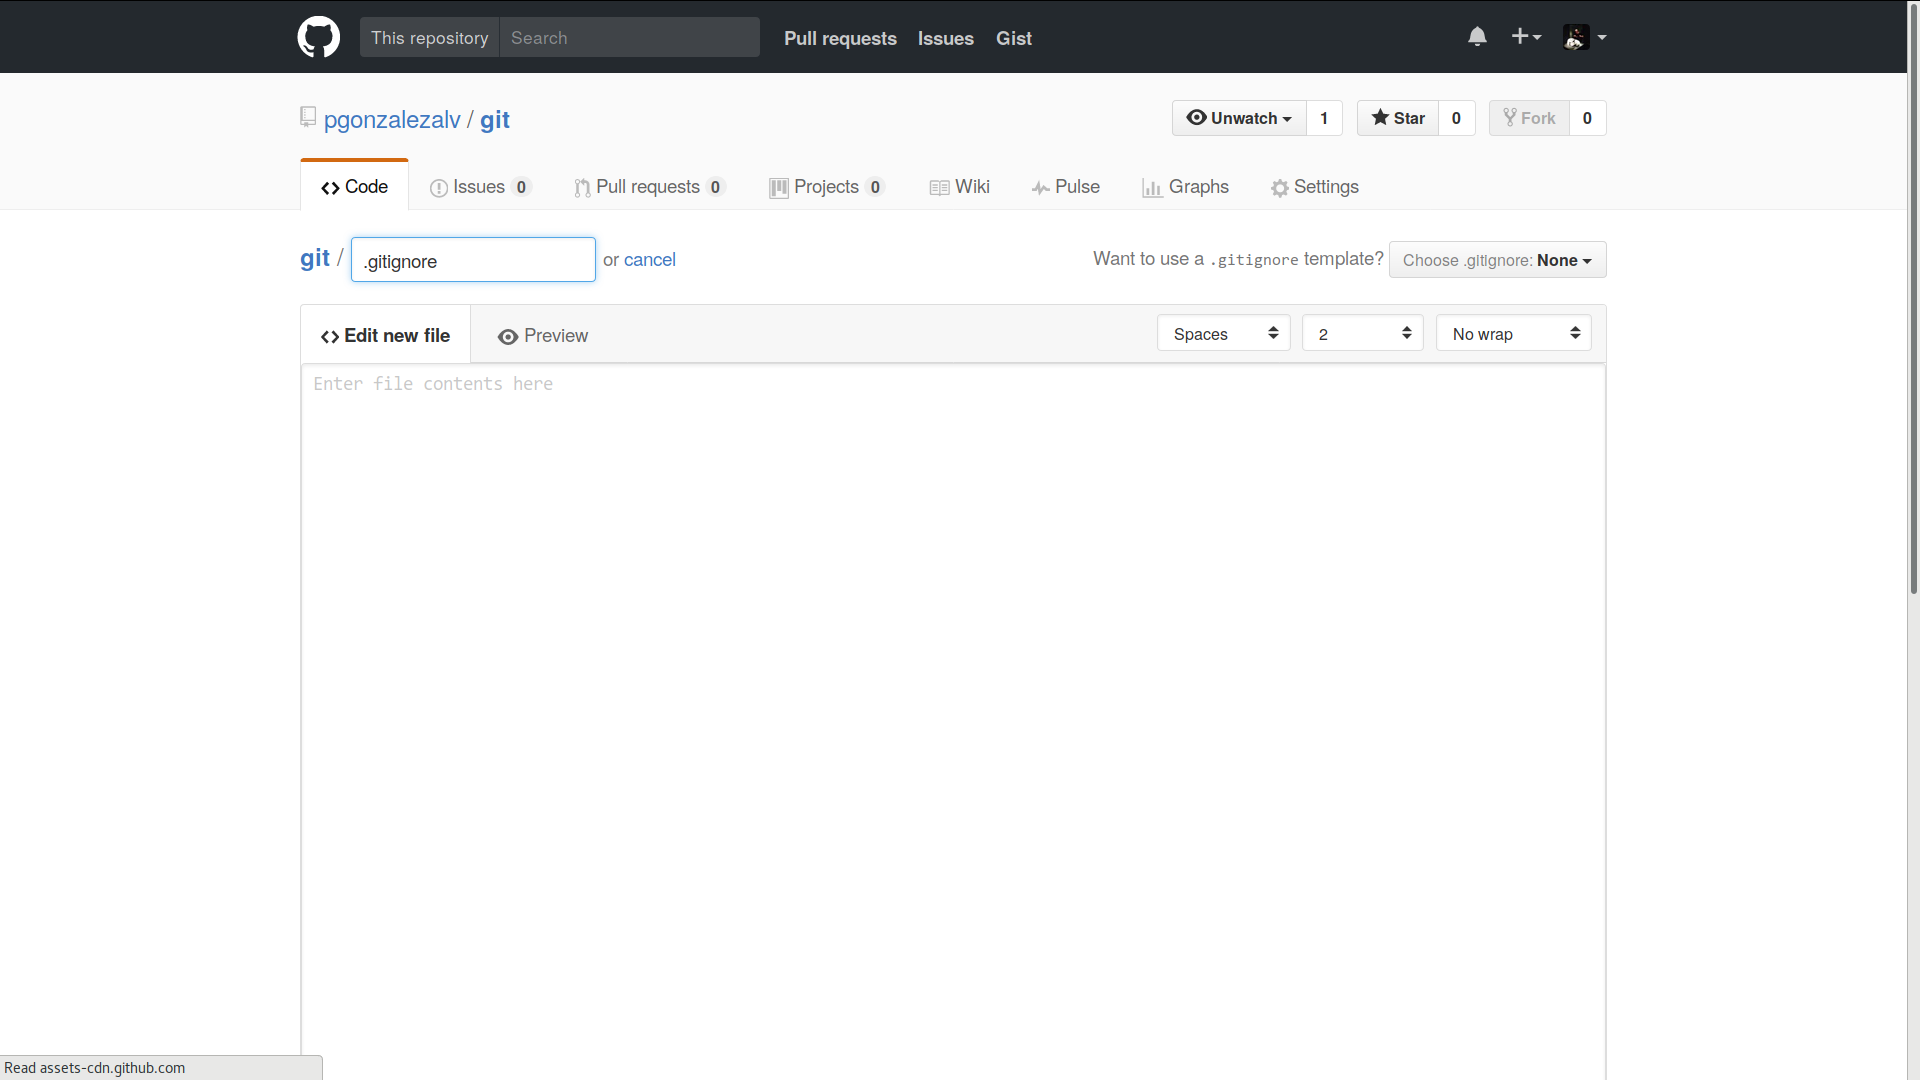 This repository Search Pull requests Issues Gist
pgonzalezalv / git Unwatch 1 Star 0 Fork 0
Code Issues 0 Pull requests 0 Projects 0 Wiki Pulse Graphs Settings
git / .gitignore or cancel Want to use a .gitignore template? Choose .gitignore: None
Edit new file Preview Spaces 2 No wrap
Enter file contents here
Read assets-cdn.github.com